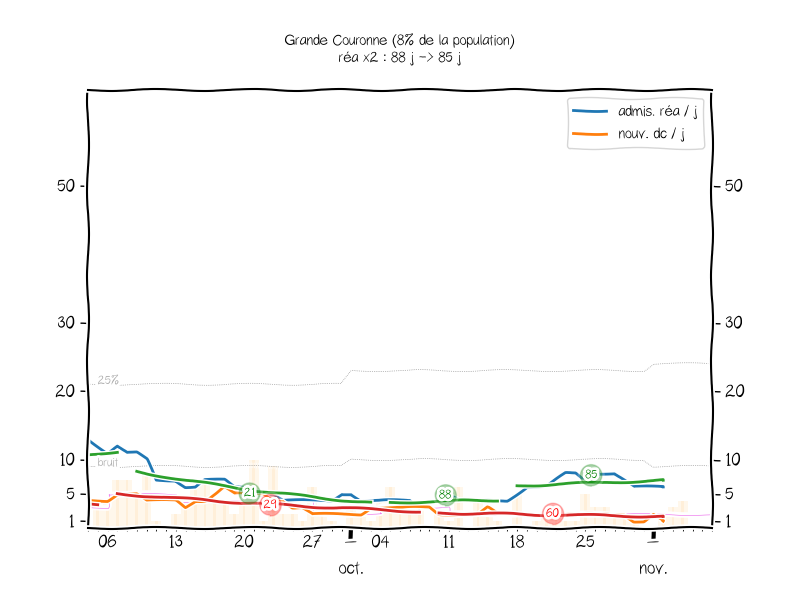 Grande Couronne (8% de la population)
réa x2 : 88 j -> 85 j
admis. réa / j
nouv. dc / j
50 50
30 30
25%
20 20
bruit
10 10
85
21 88
5 5
29
60
1 1
06 13 20 27 04 11 18 25
oct. nov.